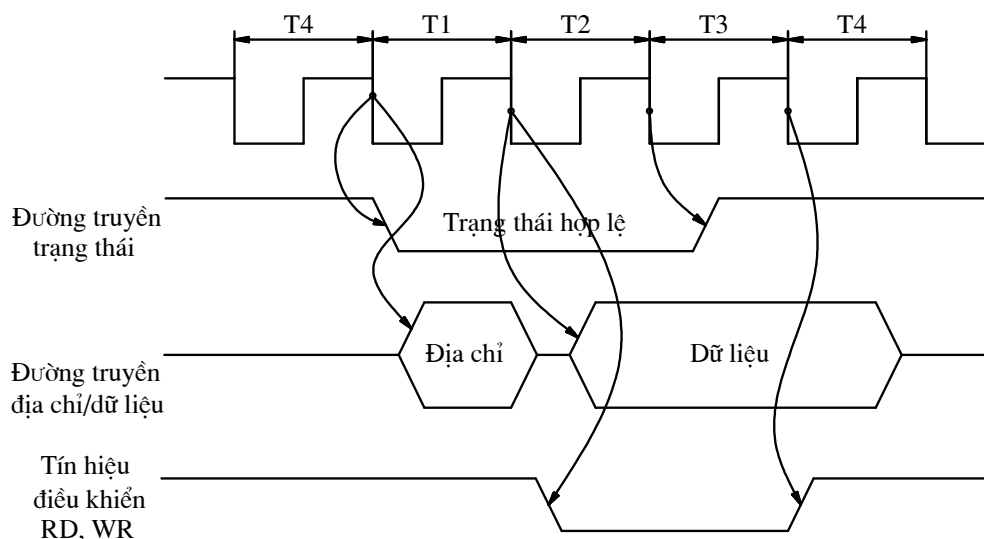 T4 T1 T2 T3 T4
Đường truyền
trạng thái
Trạng thái hợp lệ
Địa chỉ
Dữ liệu
Đường truyền
địa chỉ/dữ liệu
Tín hiệu
điều khiển
RD, WR